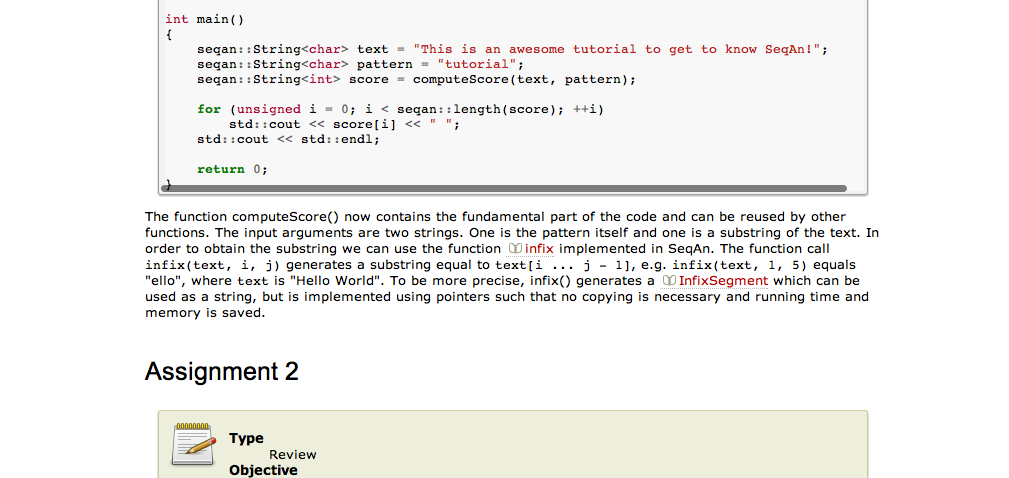 int main()
{
seqan::String<char> text = "This is an awesome tutorial to get to know SeqAn!";
seqan::String<char> pattern = "tutorial";
seqan::String<int> score = computeScore(text, pattern);
for (unsigned i = 0; i < seqan::length(score); ++i)
std::cout << score[i] << " ";
std::cout << std::endl;
return 0;
}
The function computeScore() now contains the fundamental part of the code and can be reused by other
functions. The input arguments are two strings. One is the pattern itself and one is a substring of the text. In
order to obtain the substring we can use the function infix implemented in SeqAn. The function call
infix(text, i, j) generates a substring equal to text[i ... j - 1], e.g. infix(text, 1, 5) equals
"ello", where text is "Hello World". To be more precise, infix() generates a InfixSegment which can be
used as a string, but is implemented using pointers such that no copying is necessary and running time and
memory is saved.
Assignment 2
Type
Review
Objective